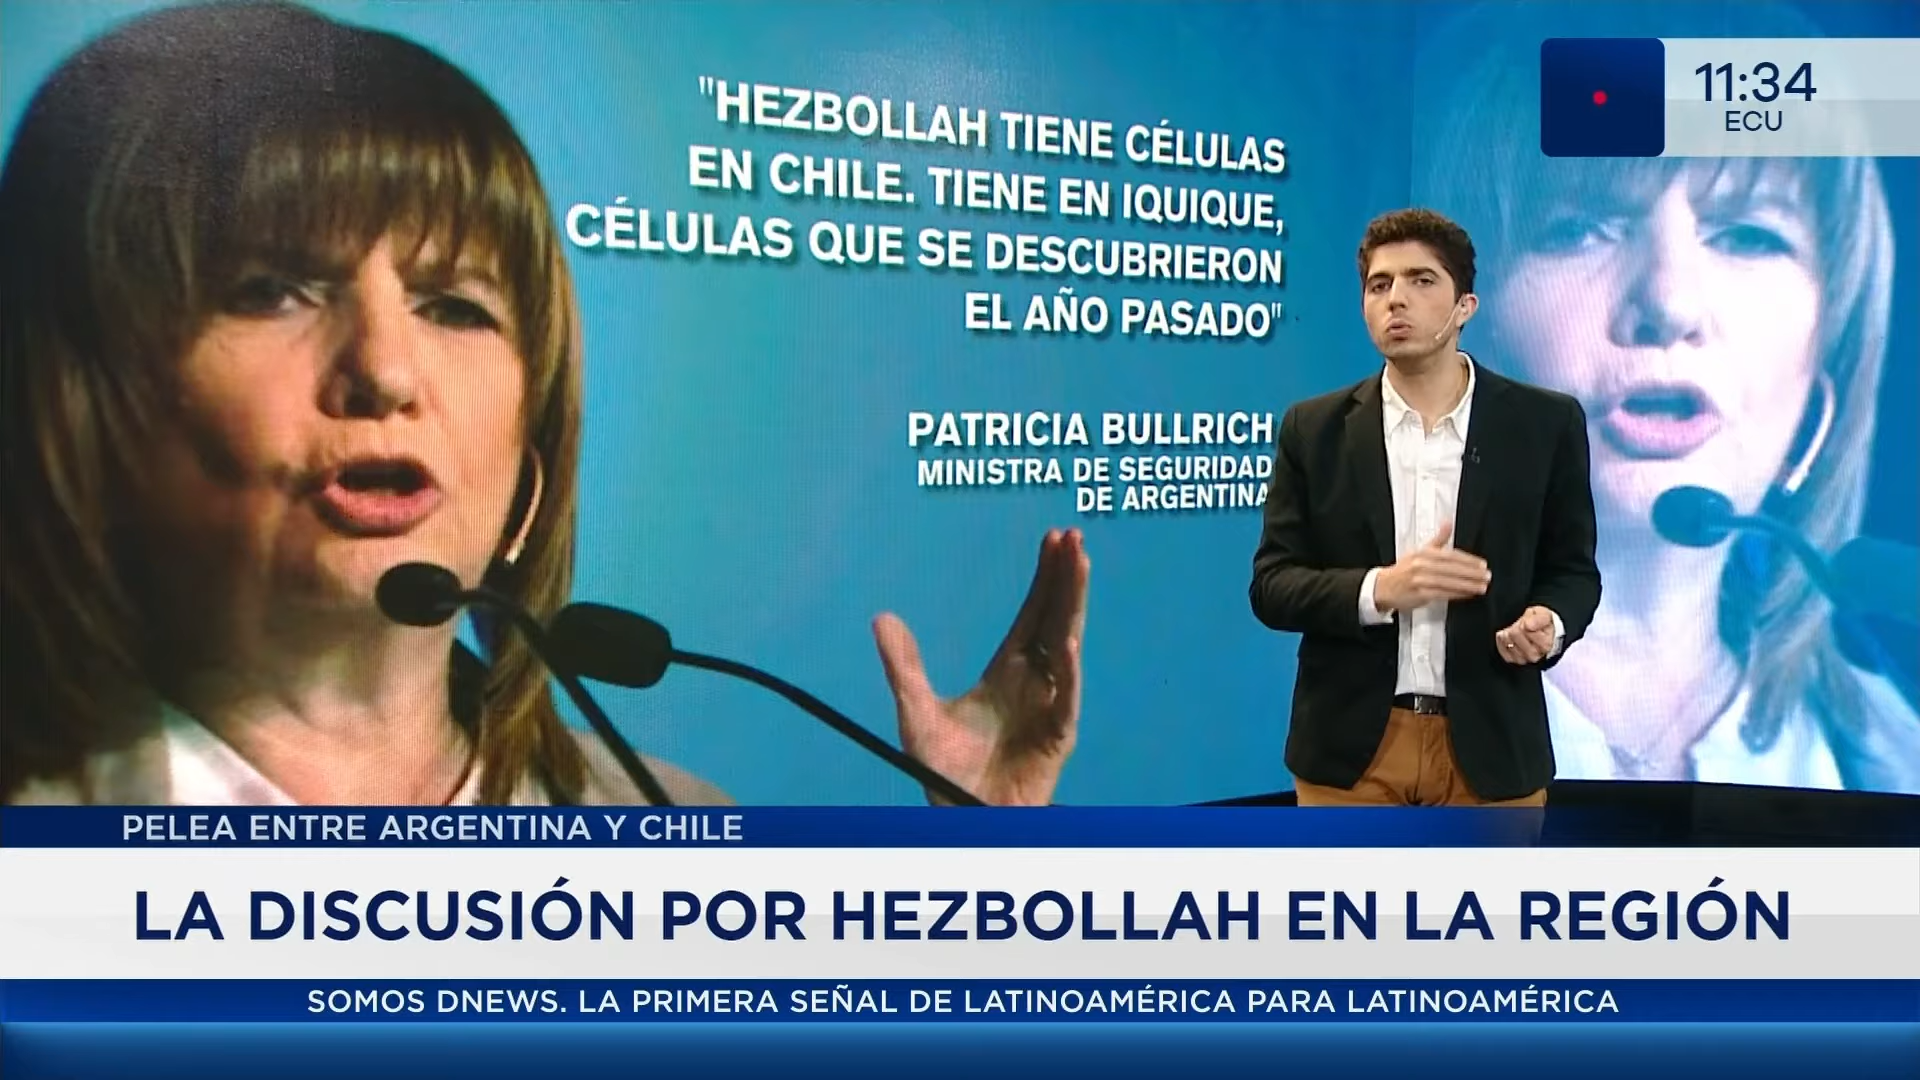 "HEZBOLLAH TIENE CÉLULAS
EN CHILE. TIENE EN IQUIQUE,
CÉLULAS QUE SE DESCUBRIERON
EL AÑO PASADO"
PATRICIA BULLRICH
MINISTRA DE SEGURIDAD
DE ARGENTINA
11:34
ECU
PELEA ENTRE ARGENTINA Y CHILE
LA DISCUSIÓN POR HEZBOLLAH EN LA REGIÓN
SOMOS DNEWS. LA PRIMERA SEÑAL DE LATINOAMÉRICA PARA LATINOAMÉRICA